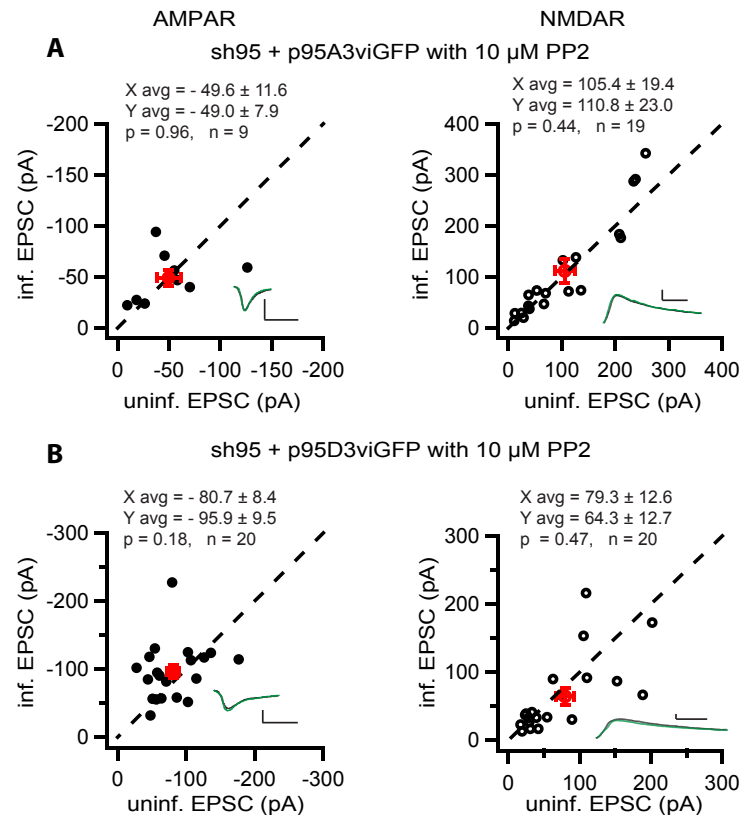 AMPAR
NMDAR
A
sh95 + p95A3viGFP with 10 µM PP2
X avg = - 49.6 ± 11.6
Y avg = - 49.0 ± 7.9
p = 0.96, n = 9
-200
-150
-100
-50
0
inf. EPSC (pA)
0 -50 -100 -150 -200
uninf. EPSC (pA)
X avg = 105.4 ± 19.4
Y avg = 110.8 ± 23.0
p = 0.44, n = 19
400
300
200
100
0
inf. EPSC (pA)
0 100 200 300 400
uninf. EPSC (pA)
B
sh95 + p95D3viGFP with 10 µM PP2
X avg = - 80.7 ± 8.4
Y avg = - 95.9 ± 9.5
p = 0.18, n = 20
-300
-200
-100
0
inf. EPSC (pA)
0 -100 -200 -300
uninf. EPSC (pA)
X avg = 79.3 ± 12.6
Y avg = 64.3 ± 12.7
p = 0.47, n = 20
300
200
100
0
inf. EPSC (pA)
0 100 200 300
uninf. EPSC (pA)